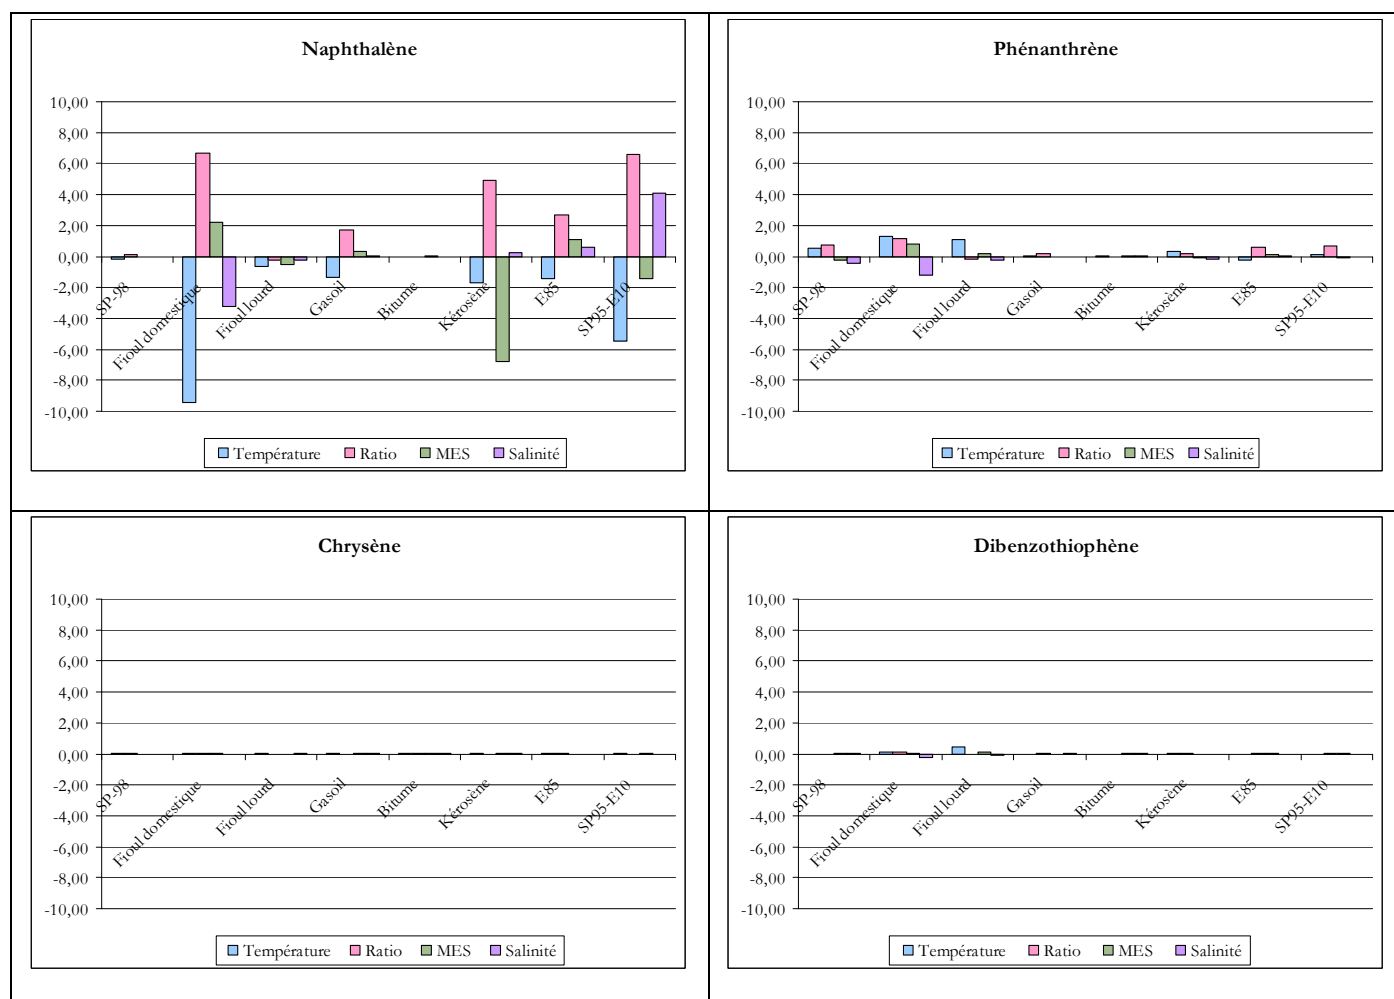 Naphthalène
10,00
8,00
6,00
4,00
2,00
0,00
-2,00
-4,00
-6,00
-8,00
-10,00
SP-98
Fioul domestique
Fioul lourd
Gasoil
Bitume
Kérosène
E85
SP95-E10
Température Ratio MES Salinité
Phénanthrène
10,00
8,00
6,00
4,00
2,00
0,00
-2,00
-4,00
-6,00
-8,00
-10,00
SP-98
Fioul domestique
Fioul lourd
Gasoil
Bitume
Kérosène
E85
SP95-E10
Température Ratio MES Salinité
Chrysène
10,00
8,00
6,00
4,00
2,00
0,00
-2,00
-4,00
-6,00
-8,00
-10,00
SP-98
Fioul domestique
Fioul lourd
Gasoil
Bitume
Kérosène
E85
SP95-E10
Température Ratio MES Salinité
Dibenzothiophène
10,00
8,00
6,00
4,00
2,00
0,00
-2,00
-4,00
-6,00
-8,00
-10,00
SP-98
Fioul domestique
Fioul lourd
Gasoil
Bitume
Kérosène
E85
SP95-E10
Température Ratio MES Salinité